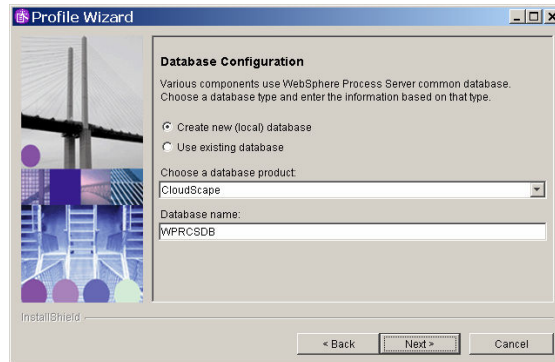 Profile Wizard
Database Configuration
Various components use WebSphere Process Server common database.
Choose a database type and enter the information based on that type.
Create new (local) database
Use existing database
Choose a database product:
CloudScape
Database name:
WPRCSDB
InstallShield
< Back
Next >
Cancel